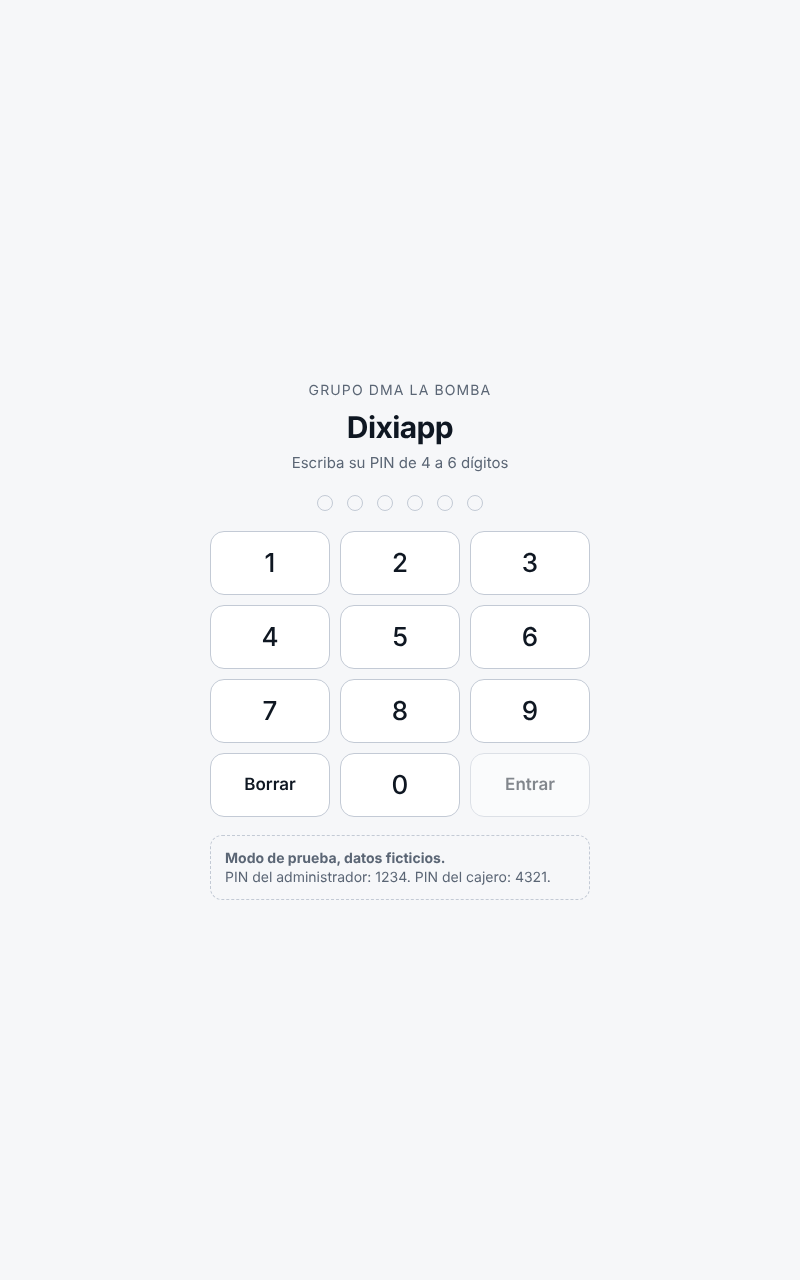 GRUPO DMA LA BOMBA
Dixiapp
Escriba su PIN de 4 a 6 dígitos
1 2 3
4 5 6
7 8 9
Borrar 0 Entrar
Modo de prueba, datos ficticios.
PIN del administrador: 1234. PIN del cajero: 4321.